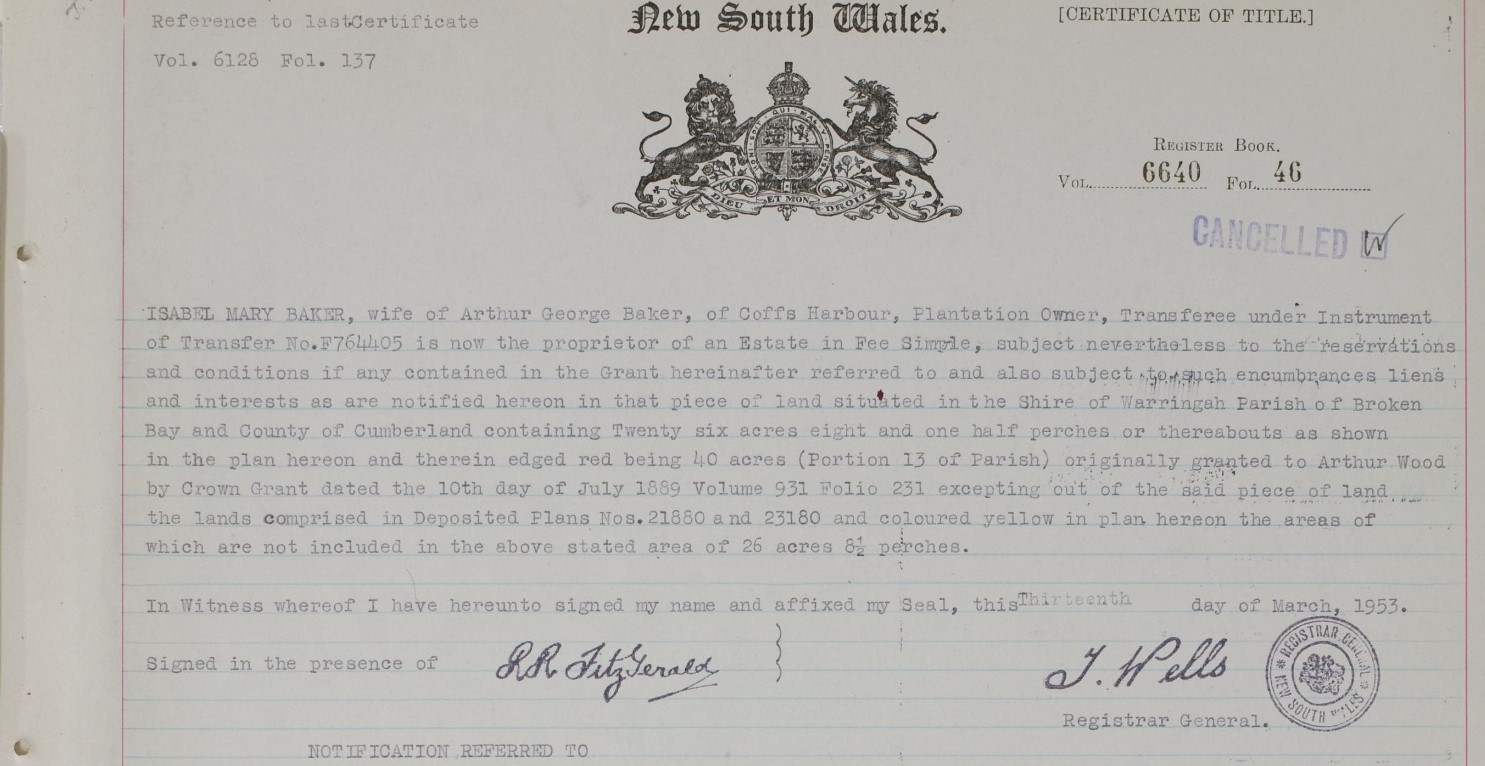 Reference to lastCertificate
Vol. 6128 Fol. 137
New South Wales.
[CERTIFICATE OF TITLE.]
HONI SOIT QUI MAL Y PENSE
DIEU ET MON DROIT
REGISTER BOOK.
VOL. 6640 FOL. 46
CANCELLED
ISABEL MARY BAKER, wife of Arthur George Baker, of Coffs Harbour, Plantation Owner, Transferee under Instrument
of Transfer No.F764405 is now the proprietor of an Estate in Fee Simple, subject nevertheless to the reservations
and conditions if any contained in the Grant hereinafter referred to and also subject to such encumbrances liens
and interests as are notified hereon in that piece of land situated in the Shire of Warringah Parish of Broken
Bay and County of Cumberland containing Twenty six acres eight and one half perches or thereabouts as shown
in the plan hereon and therein edged red being 40 acres (Portion 13 of Parish) originally granted to Arthur Wood
by Crown Grant dated the 10th day of July 1889 Volume 931 Folio 231 excepting out of the said piece of land
the lands comprised in Deposited Plans Nos.21880 and 23180 and coloured yellow in plan hereon the areas of
which are not included in the above stated area of 26 acres 8½ perches.
In Witness whereof I have hereunto signed my name and affixed my Seal, this Thirteenth day of March, 1953.
Signed in the presence of RR FitzGerald
J. Wells
REGISTRAR GENERAL NEW SOUTH WALES
Registrar General.
NOTIFICATION REFERRED TO